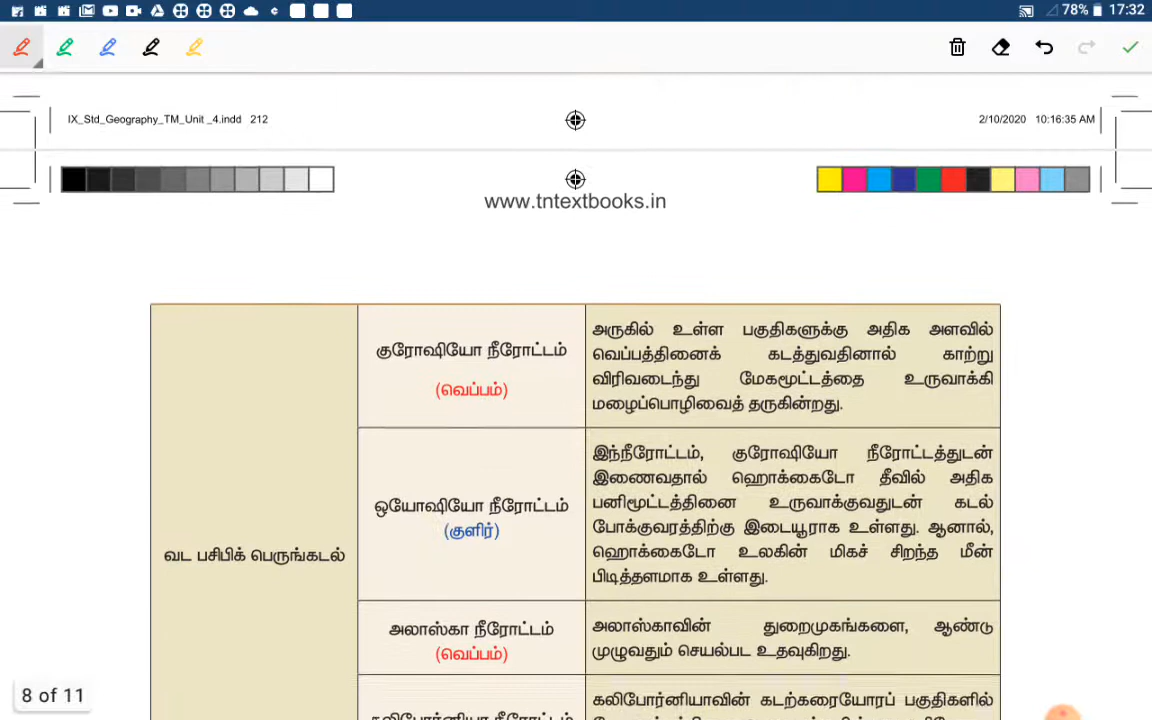 78% 17:32
IX_Std_Geography_TM_Unit _4.indd 212
2/10/2020 10:16:35 AM
www.tntextbooks.in
வட பசிபிக் பெருங்கடல்
குரோஷியோ நீரோட்டம்
(வெப்பம்)
அருகில் உள்ள பகுதிகளுக்கு அதிக அளவில்
வெப்பத்தினைக் கடத்துவதினால் காற்று
விரிவடைந்து மேகமூட்டத்தை உருவாக்கி
மழைப்பொழிவைத் தருகின்றது.
ஒயோஷியோ நீரோட்டம்
(குளிர்)
இந்நீரோட்டம், குரோஷியோ நீரோட்டத்துடன்
இணைவதால் ஹொக்கைடோ தீவில் அதிக
பனிமூட்டத்தினை உருவாக்குவதுடன் கடல்
போக்குவரத்திற்கு இடையூராக உள்ளது. ஆனால்,
ஹொக்கைடோ உலகின் மிகச் சிறந்த மீன்
பிடித்தளமாக உள்ளது.
அலாஸ்கா நீரோட்டம்
(வெப்பம்)
அலாஸ்காவின் துறைமுகங்களை, ஆண்டு
முழுவதும் செயல்பட உதவுகிறது.
கலிபோர்னியாவின் கடற்கரையோரப் பகுதிகளில்
8 of 11